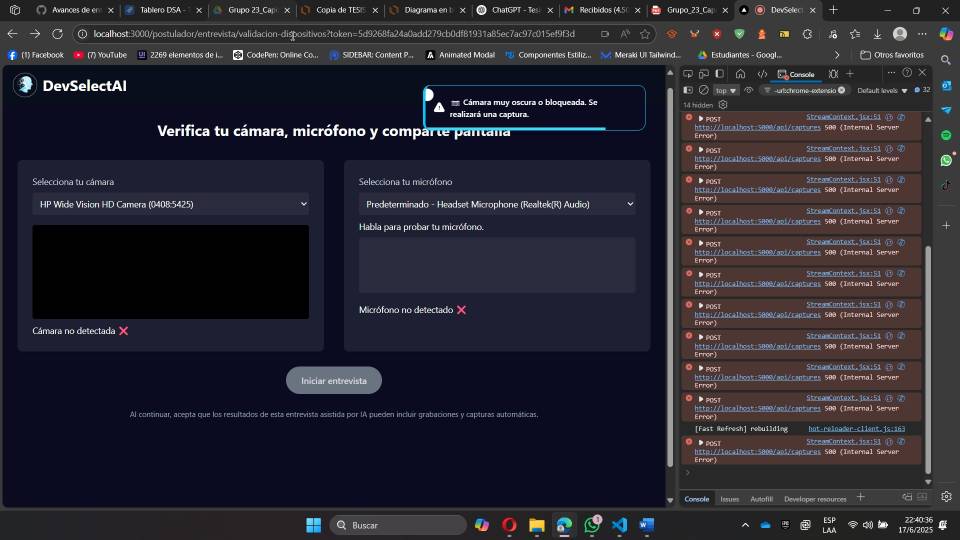 Avances de en
Tablero DSA - T
Grupo 23_Cap
Copia de TESIS
Diagrama en b
ChatGPT - Tesi
Recibidos (4.50
Grupo_23_Cap
DevSelect
localhost:3000/postulador/entrevista/validacion-dispositivos?token=5d9268fa24a0add279cb0df81931a85ec7ac97c015ef9f3d
(1) Facebook
(7) YouTube
2269 elementos de i...
CodePen: Online Co...
SIDEBAR: Content P...
Animated Modal
Componentes Estiliz...
Meraki UI Tailwind...
Estudiantes - Googl...
Otros favoritos
DevSelectAI
Cámara muy oscura o bloqueada. Se
realizará una captura.
Verifica tu cámara, micrófono y comparte pantalla
Selecciona tu cámara
HP Wide Vision HD Camera (0408:5425)
Cámara no detectada
Selecciona tu micrófono
Predeterminado - Headset Microphone (Realtek(R) Audio)
Habla para probar tu micrófono.
Micrófono no detectado
Iniciar entrevista
Al continuar, acepta que los resultados de esta entrevista asistida por IA pueden incluir grabaciones y capturas automáticas.
Console
top
-url:chrome-extensio
Default levels
32
14 hidden
POST StreamContext.jsx:51
http://localhost:5000/api/captures 500 (Internal Server
Error)
POST StreamContext.jsx:51
http://localhost:5000/api/captures 500 (Internal Server
Error)
POST StreamContext.jsx:51
http://localhost:5000/api/captures 500 (Internal Server
Error)
POST StreamContext.jsx:51
http://localhost:5000/api/captures 500 (Internal Server
Error)
POST StreamContext.jsx:51
http://localhost:5000/api/captures 500 (Internal Server
Error)
POST StreamContext.jsx:51
http://localhost:5000/api/captures 500 (Internal Server
Error)
POST StreamContext.jsx:51
http://localhost:5000/api/captures 500 (Internal Server
Error)
POST StreamContext.jsx:51
http://localhost:5000/api/captures 500 (Internal Server
Error)
POST StreamContext.jsx:51
http://localhost:5000/api/captures 500 (Internal Server
Error)
POST StreamContext.jsx:51
http://localhost:5000/api/captures 500 (Internal Server
Error)
[Fast Refresh] rebuilding hot-reloader-client.js:163
POST StreamContext.jsx:51
http://localhost:5000/api/captures 500 (Internal Server
Error)
Console
Issues
Autofill
Developer resources
Buscar
ESP
LAA
22:40:36
17/6/2025